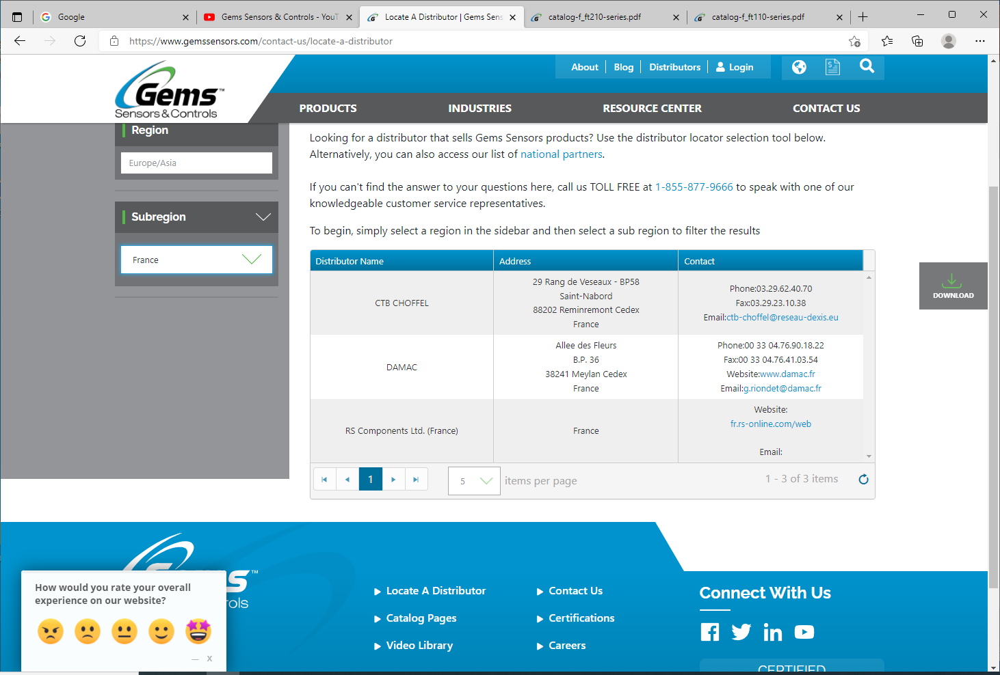 Google
Gems Sensors & Controls - YouT
Locate A Distributor | Gems Sens
catalog-f_ft210-series.pdf
catalog-f_ft110-series.pdf
https://www.gemssensors.com/contact-us/locate-a-distributor
About
Blog
Distributors
Login
Gems™
Sensors & Controls
PRODUCTS
INDUSTRIES
RESOURCE CENTER
CONTACT US
Region
Europe/Asia
Subregion
France
Looking for a distributor that sells Gems Sensors products? Use the distributor locator selection tool below.
Alternatively, you can also access our list of national partners.
If you can't find the answer to your questions here, call us TOLL FREE at 1-855-877-9666 to speak with one of our
knowledgeable customer service representatives.
To begin, simply select a region in the sidebar and then select a sub region to filter the results
Distributor Name
Address
Contact
CTB CHOFFEL
29 Rang de Veseaux - BP58
Saint-Nabord
88202 Reminremont Cedex
France
Phone:03.29.62.40.70
Fax:03.29.23.10.38
Email:ctb-choffel@reseau-dexis.eu
DAMAC
Allee des Fleurs
B.P. 36
38241 Meylan Cedex
France
Phone:00 33 04.76.90.18.22
Fax:00 33 04.76.41.03.54
Website:www.damac.fr
Email:g.riondet@damac.fr
RS Components Ltd. (France)
France
Website:
fr.rs-online.com/web
Email:
1
5
items per page
1 - 3 of 3 items
DOWNLOAD
How would you rate your overall
experience on our website?
X
Locate A Distributor
Catalog Pages
Video Library
Contact Us
Certifications
Careers
Connect With Us
CERTIFIED